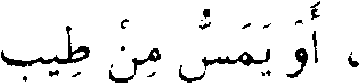 ، أَوْ يَمَسُّ مِنْ طِيبِ